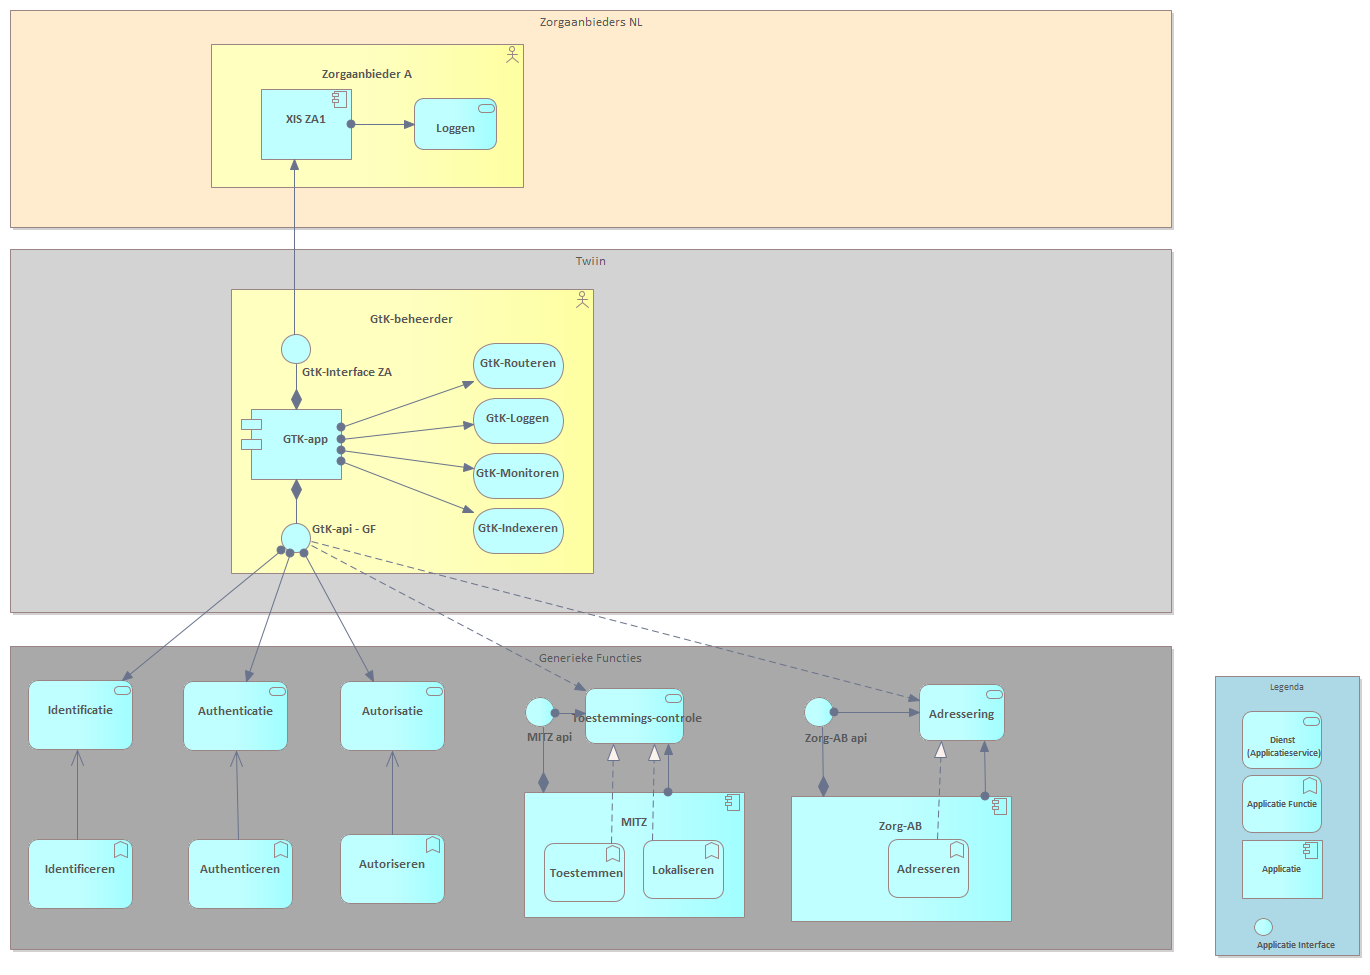 Zorgaanbieders NL
Zorgaanbieder A
XIS ZA1
Loggen
Twiin
GtK-beheerder
GtK-Interface ZA
GtK-Routeren
GtK-Loggen
GTK-app
GtK-Monitoren
GtK-Indexeren
GtK-api - GF
Generieke Functies
Identificatie
Authenticatie
Autorisatie
Toestemmings-controle
MITZ api
Adressering
Zorg-AB api
MITZ
Zorg-AB
Identificeren
Authenticeren
Autoriseren
Toestemmen
Lokaliseren
Adresseren
Legenda
Dienst
(Applicatieservice)
Applicatie Functie
Applicatie
Applicatie Interface